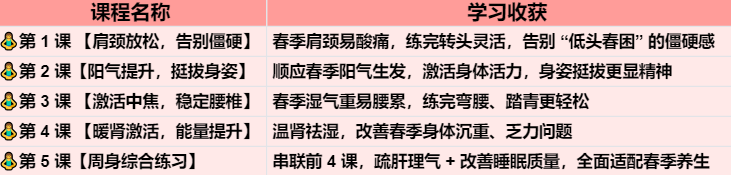 课程名称 学习收获
第 1 课 【肩颈放松，告别僵硬】 春季肩颈易酸痛，练完转头灵活，告别 “低头春困” 的僵硬感
第 2 课 【阳气提升，挺拔身姿】 顺应春季阳气生发，激活身体活力，身姿挺拔更显精神
第 3 课 【激活中焦，稳定腰椎】 春季湿气重易腰累，练完弯腰、踏青更轻松
第 4 课 【暖肾激活，能量提升】 温肾祛湿，改善春季身体沉重、乏力问题
第 5 课【周身综合练习】 串联前 4 课，疏肝理气 + 改善睡眠质量，全面适配春季养生